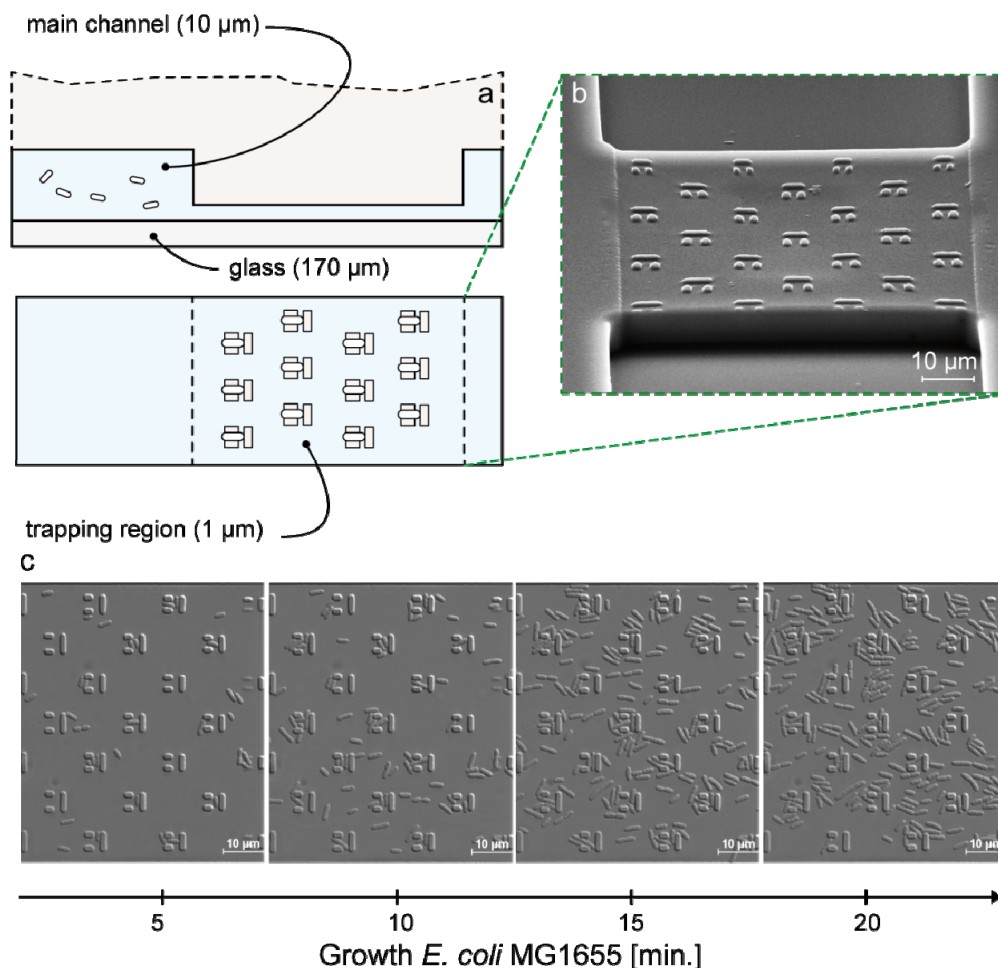 main channel (10 µm)
a
b
glass (170 µm)
10 µm
trapping region (1 µm)
c
10 µm
10 µm
10 µm
10 µm
5
10
15
20
Growth E. coli MG1655 [min.]